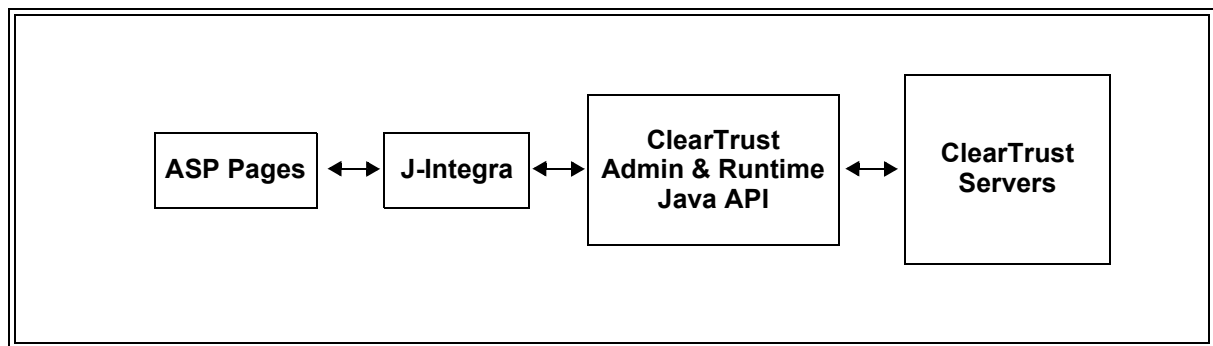 ASP Pages
J-Integra
ClearTrust
Admin & Runtime
Java API
ClearTrust
Servers